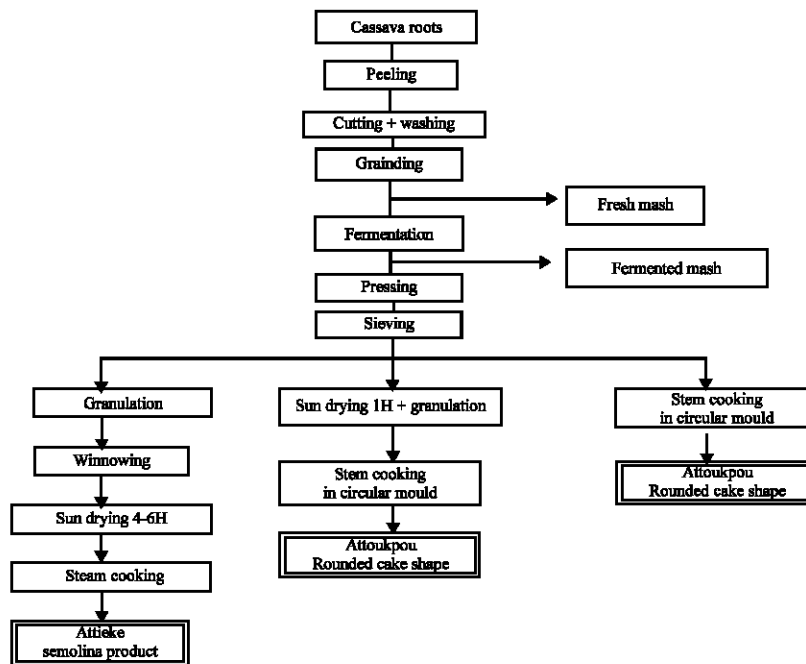 Cassava roots
Peeling
Cutting + washing
Grainding
Fresh mash
Fermentation
Fermented mash
Pressing
Sieving
Granulation
Winnowing
Sun drying 4-6H
Steam cooking
Attieke
semolina product
Sun drying 1H + granulation
Stem cooking
in circular mould
Attoukpou
Rounded cake shape
Stem cooking
in circular mould
Attoukpou
Rounded cake shape